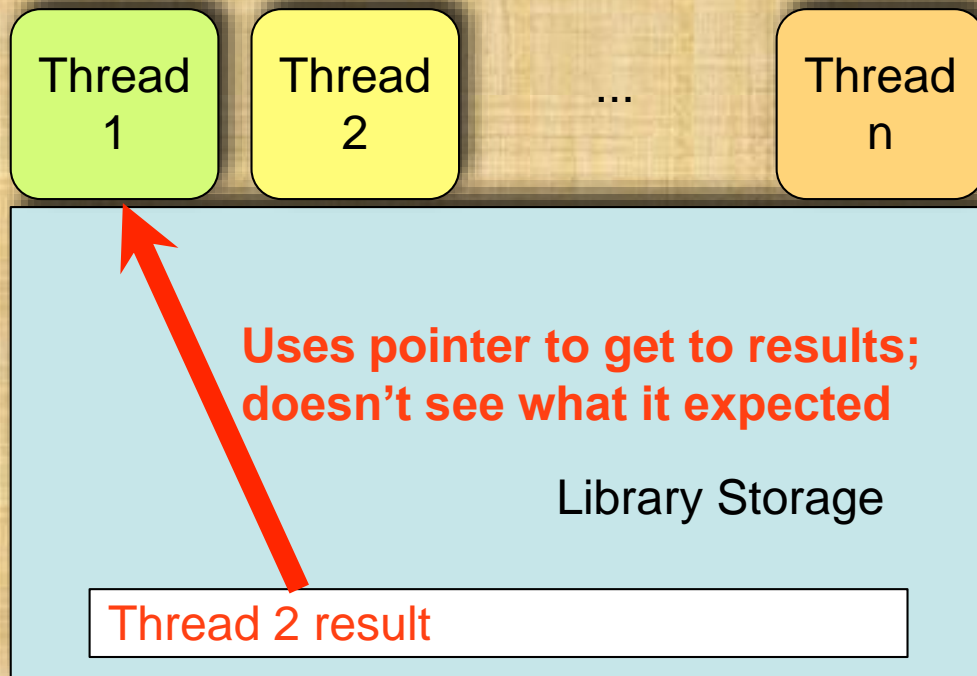 Thread
1
Thread
2
...
Thread
n
Uses pointer to get to results;
doesn’t see what it expected
Library Storage
Thread 2 result